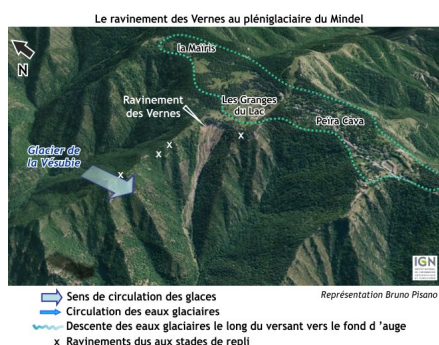 Le ravinement des Vernes au pléniglaciaire du Mindel
N
la Maïris
Ravinement
des Vernes
Les Granges
du Lac
Peïra Cava
Glacier de
la Vésubie
x
x
x
x
IGN
Sens de circulation des glaces
Représentation Bruno Pisano
Circulation des eaux glaciaires
Descente des eaux glaciaires le long du versant vers le fond d 'auge
x Ravinements dus aux stades de repli